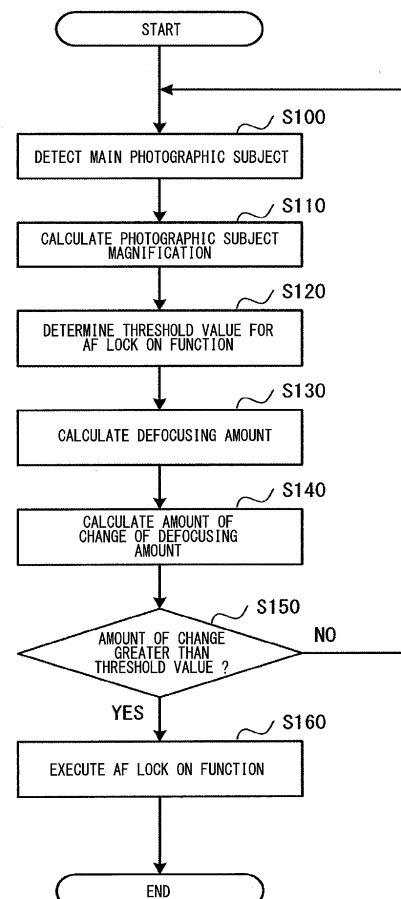 START
S100
DETECT MAIN PHOTOGRAPHIC SUBJECT
S110
CALCULATE PHOTOGRAPHIC SUBJECT
MAGNIFICATION
S120
DETERMINE THRESHOLD VALUE FOR
AF LOCK ON FUNCTION
S130
CALCULATE DEFOCUSING AMOUNT
S140
CALCULATE AMOUNT OF
CHANGE OF DEFOCUSING
AMOUNT
S150
AMOUNT OF CHANGE
GREATER THAN
THRESHOLD VALUE ?
NO
YES
S160
EXECUTE AF LOCK ON FUNCTION
END